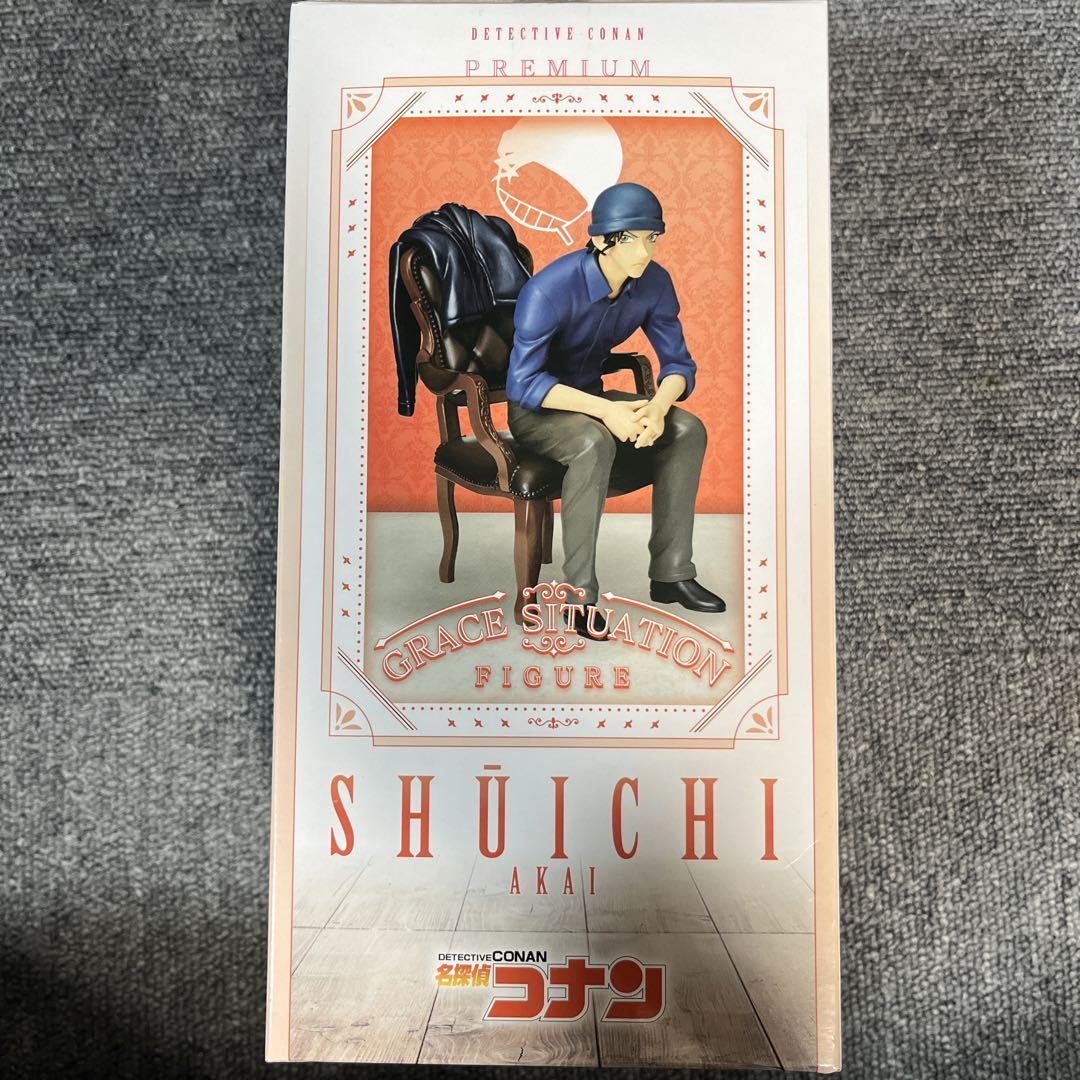 DETECTIVE CONAN
PREMIUM
GRACE SITUATION
FIGURE
SHŪICHI
AKAI
DETECTIVE CONAN
名探偵コナン